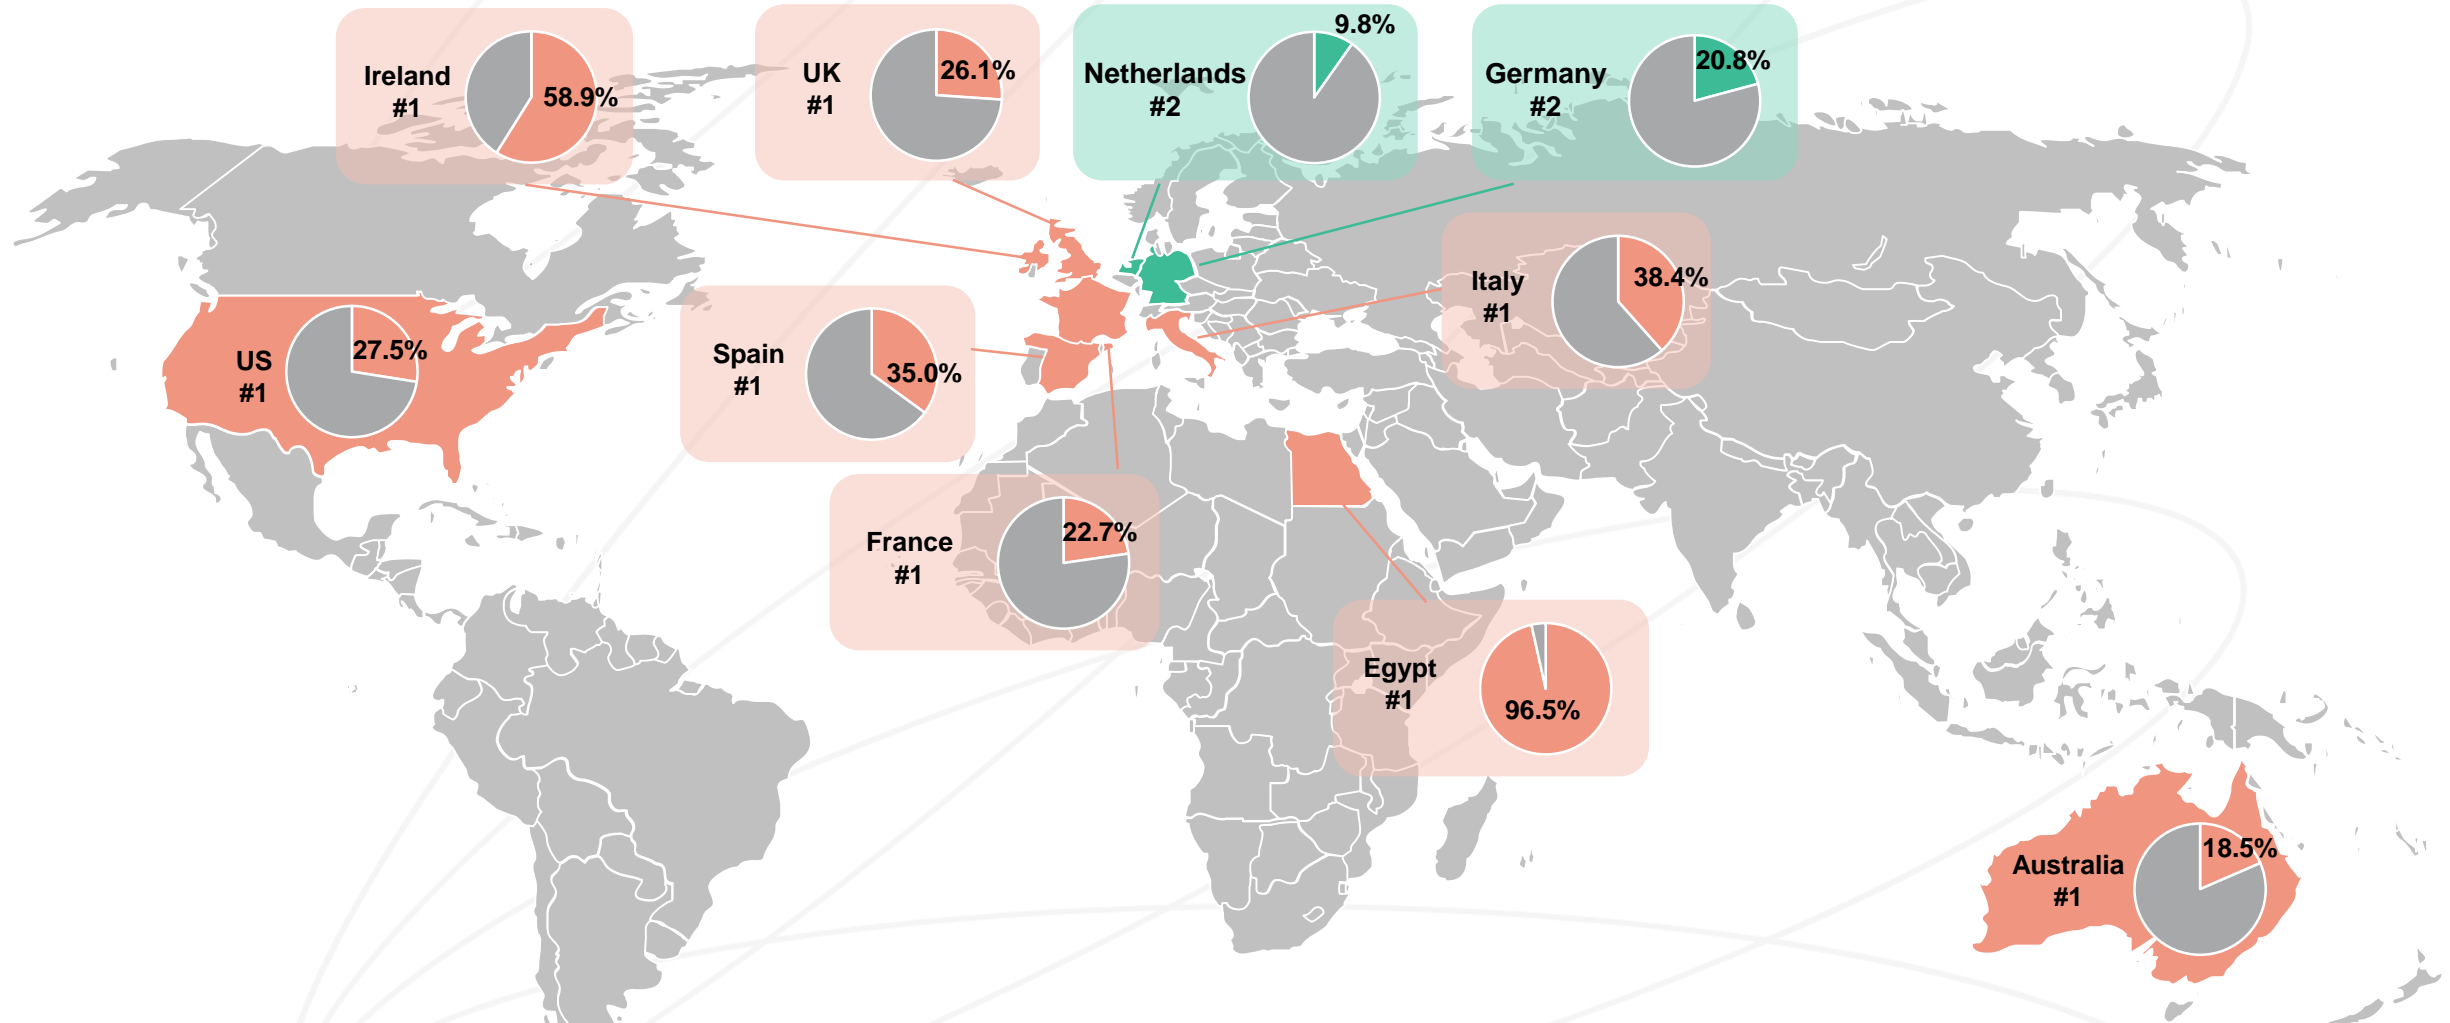 Ireland
#1
58.9%
UK
#1
26.1%
Netherlands
#2
9.8%
Germany
#2
20.8%
US
#1
27.5%
Spain
#1
35.0%
Italy
#1
38.4%
France
#1
22.7%
Egypt
#1
96.5%
Australia
#1
18.5%